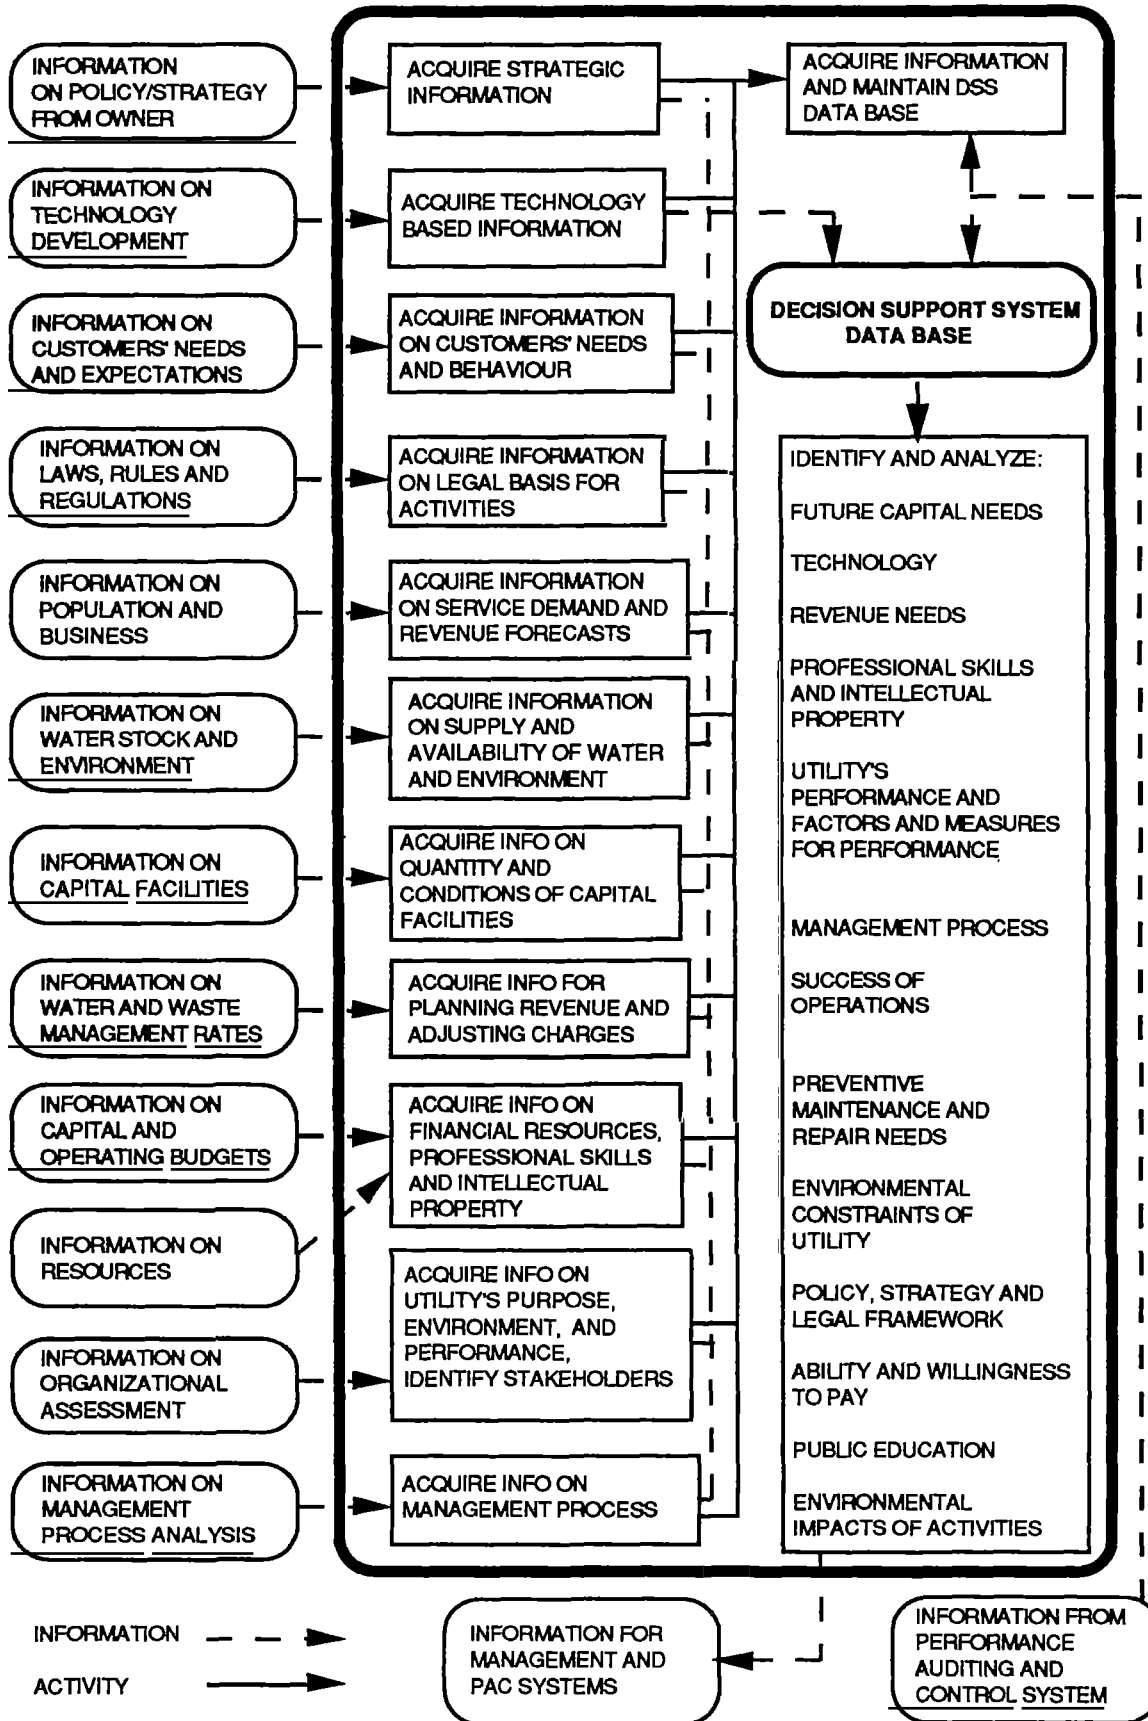 INFORMATION
ON POLICY/STRATEGY
FROM OWNER
INFORMATION ON
TECHNOLOGY
DEVELOPMENT
INFORMATION ON
CUSTOMERS' NEEDS
AND EXPECTATIONS
INFORMATION ON
LAWS, RULES AND
REGULATIONS
INFORMATION ON
POPULATION AND
BUSINESS
INFORMATION ON
WATER STOCK AND
ENVIRONMENT
INFORMATION ON
CAPITAL FACILITIES
INFORMATION ON
WATER AND WASTE
MANAGEMENT RATES
INFORMATION ON
CAPITAL AND
OPERATING BUDGETS
INFORMATION ON
RESOURCES
INFORMATION ON
ORGANIZATIONAL
ASSESSMENT
INFORMATION ON
MANAGEMENT
PROCESS ANALYSIS
ACQUIRE STRATEGIC
INFORMATION
ACQUIRE TECHNOLOGY
BASED INFORMATION
ACQUIRE INFORMATION
ON CUSTOMERS' NEEDS
AND BEHAVIOUR
ACQUIRE INFORMATION
ON LEGAL BASIS FOR
ACTIVITIES
ACQUIRE INFORMATION
ON SERVICE DEMAND AND
REVENUE FORECASTS
ACQUIRE INFORMATION
ON SUPPLY AND
AVAILABILITY OF WATER
AND ENVIRONMENT
ACQUIRE INFO ON
QUANTITY AND
CONDITIONS OF CAPITAL
FACILITIES
ACQUIRE INFO FOR
PLANNING REVENUE AND
ADJUSTING CHARGES
ACQUIRE INFO ON
FINANCIAL RESOURCES,
PROFESSIONAL SKILLS
AND INTELLECTUAL
PROPERTY
ACQUIRE INFO ON
UTILITY'S PURPOSE,
ENVIRONMENT, AND
PERFORMANCE,
IDENTIFY STAKEHOLDERS
ACQUIRE INFO ON
MANAGEMENT PROCESS
ACQUIRE INFORMATION
AND MAINTAIN DSS
DATA BASE
DECISION SUPPORT SYSTEM
DATA BASE
IDENTIFY AND ANALYZE:
FUTURE CAPITAL NEEDS
TECHNOLOGY
REVENUE NEEDS
PROFESSIONAL SKILLS
AND INTELLECTUAL
PROPERTY
UTILITY'S
PERFORMANCE AND
FACTORS AND MEASURES
FOR PERFORMANCE
MANAGEMENT PROCESS
SUCCESS OF
OPERATIONS
PREVENTIVE
MAINTENANCE AND
REPAIR NEEDS
ENVIRONMENTAL
CONSTRAINTS OF
UTILITY
POLICY, STRATEGY AND
LEGAL FRAMEWORK
ABILITY AND WILLINGNESS
TO PAY
PUBLIC EDUCATION
ENVIRONMENTAL
IMPACTS OF ACTIVITIES
INFORMATION
ACTIVITY
INFORMATION FOR
MANAGEMENT AND
PAC SYSTEMS
INFORMATION FROM
PERFORMANCE
AUDITING AND
CONTROL SYSTEM